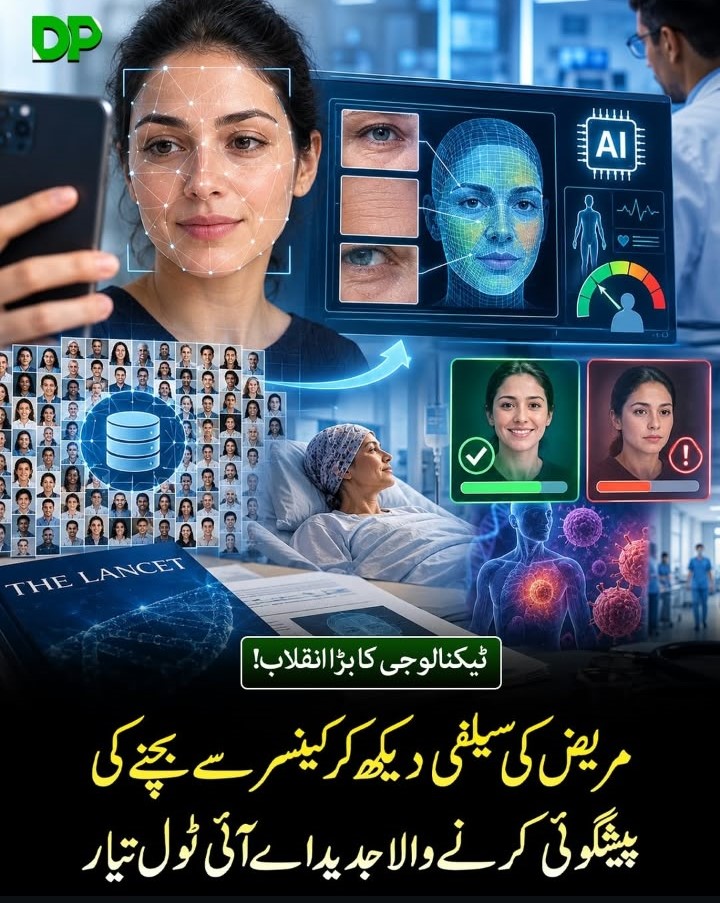 DP
AI
THE LANCET
ٹیکنالوجی کا بڑا انقلاب!
مریض کی سیلفی دیکھ کر کینسر سے بچنے کی
پیشگوئی کرنے والا جدید اے آئی ٹول تیار